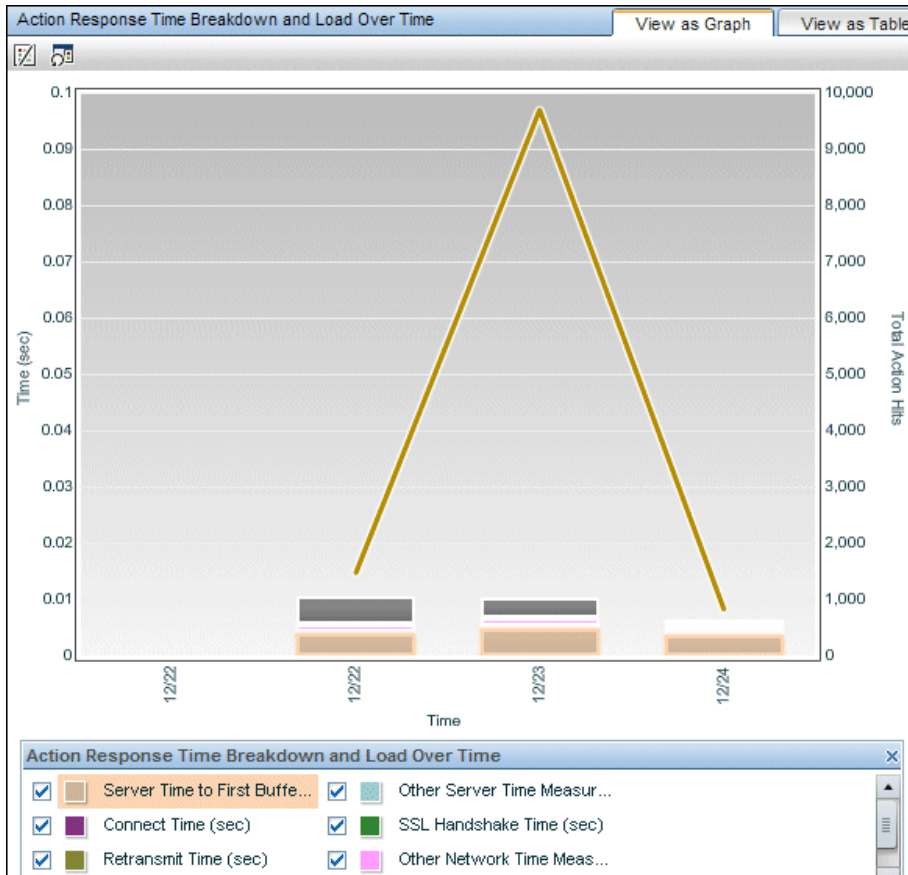 Action Response Time Breakdown and Load Over Time
View as Graph
View as Table
0.1
0.09
0.08
0.07
0.06
0.05
0.04
0.03
0.02
0.01
0
Time (sec)
10,000
9,000
8,000
7,000
6,000
5,000
4,000
3,000
2,000
1,000
0
Total Action Hits
12/22
12/22
12/23
12/24
Time
Action Response Time Breakdown and Load Over Time
Server Time to First Buffe...
Other Server Time Measur...
Connect Time (sec)
SSL Handshake Time (sec)
Retransmit Time (sec)
Other Network Time Meas...